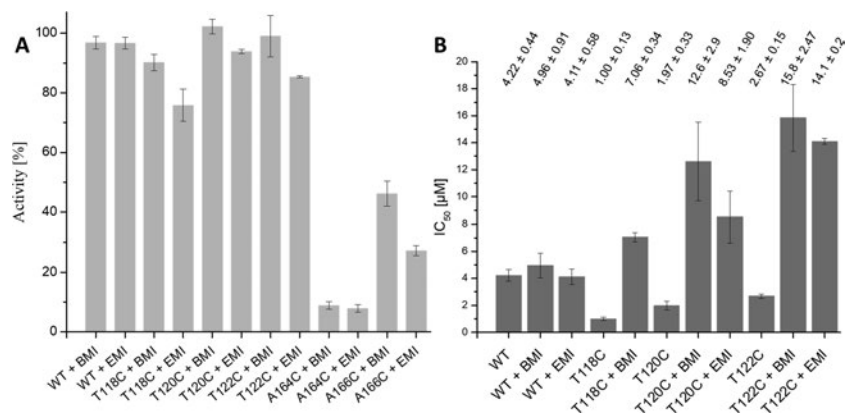 A
Activity [%]
100
80
60
40
20
0
WT + BMI
WT + EMI
T118C + BMI
T118C + EMI
T120C + BMI
T120C + EMI
T122C + BMI
T122C + EMI
A164C + BMI
A164C + EMI
A166C + BMI
A166C + EMI
B
4.22 ± 0.44
4.96 ± 0.91
4.11 ± 0.58
1.00 ± 0.13
7.06 ± 0.34
1.97 ± 0.33
12.6 ± 2.9
8.53 ± 1.90
2.67 ± 0.15
15.8 ± 2.47
14.1 ± 0.2
IC₅₀ [µM]
18
16
14
12
10
8
6
4
2
0
WT
WT + BMI
WT + EMI
T118C
T118C + BMI
T120C
T120C + BMI
T120C + EMI
T122C
T122C + BMI
T122C + EMI